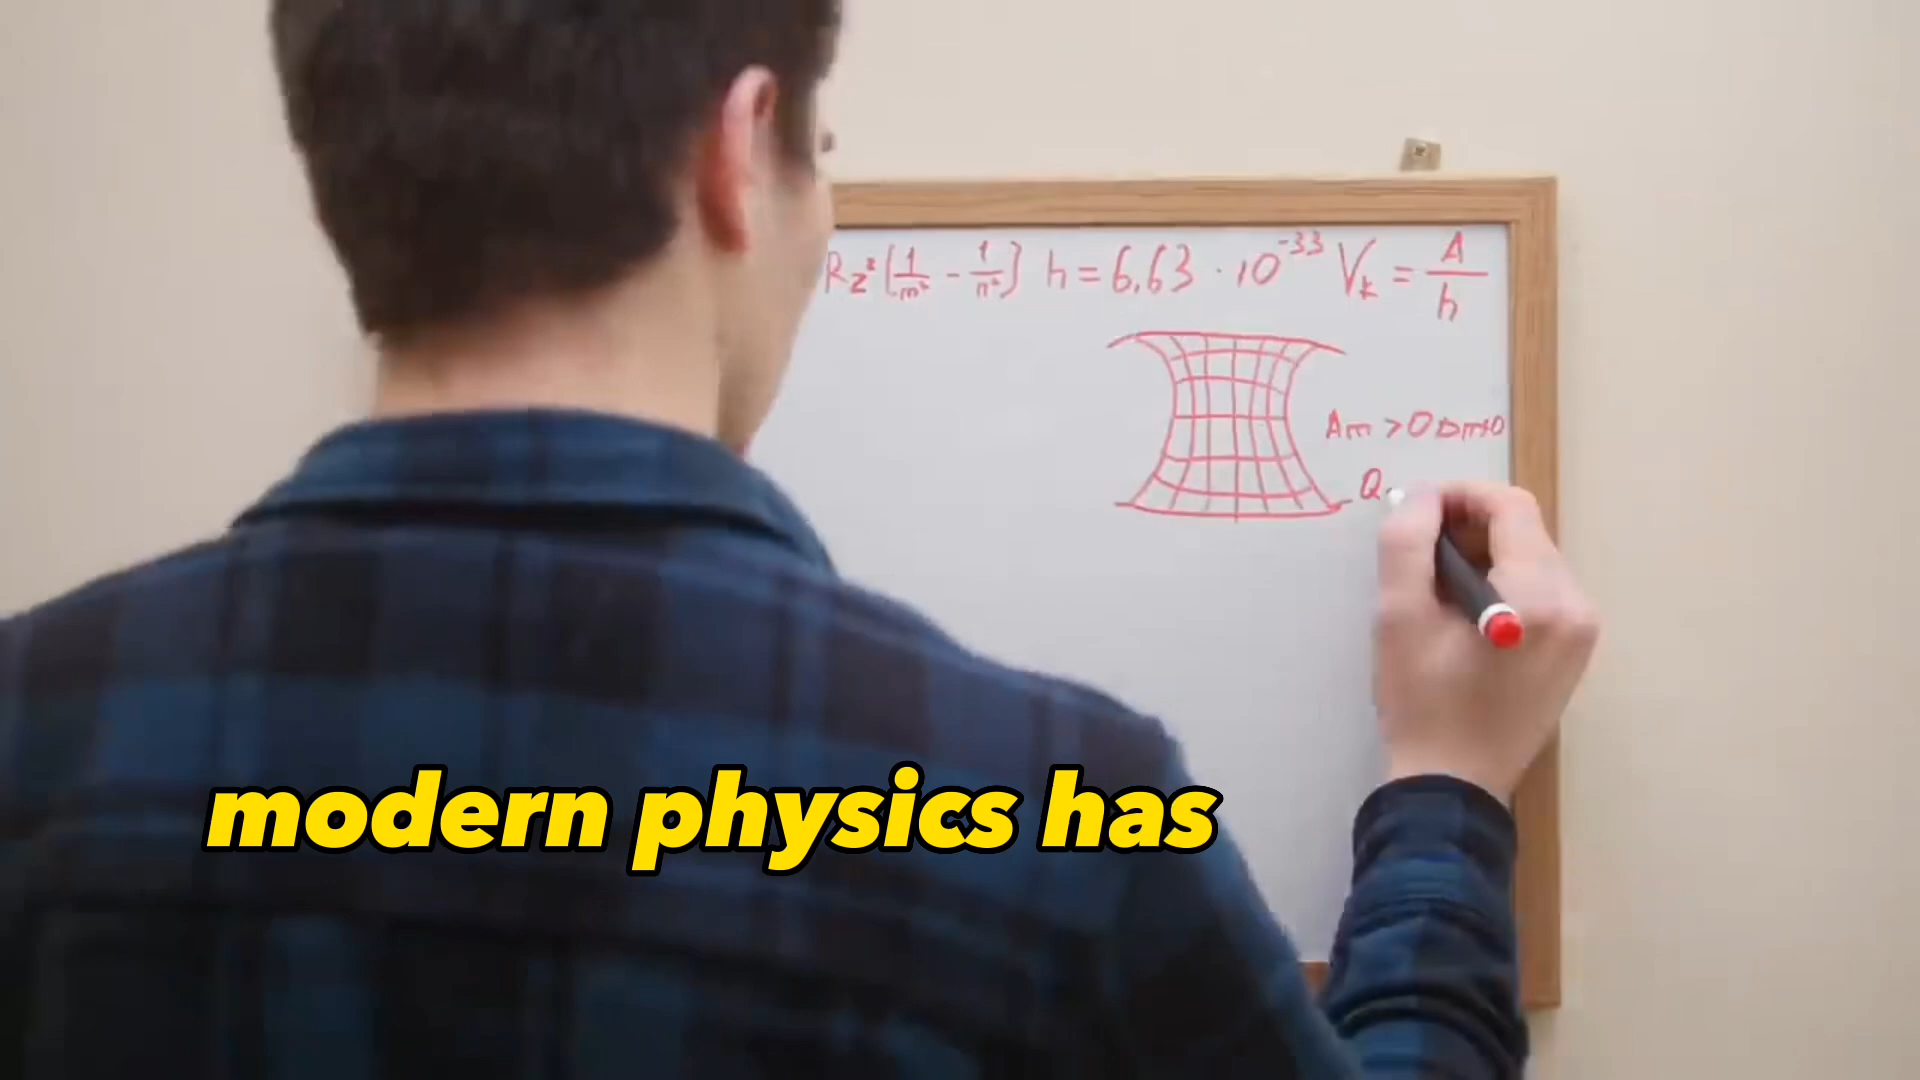 Rz²(1/m² - 1/n²) h = 6,63 · 10⁻³³ Vₖ = A/h
Am > 0
Q
modern physics has